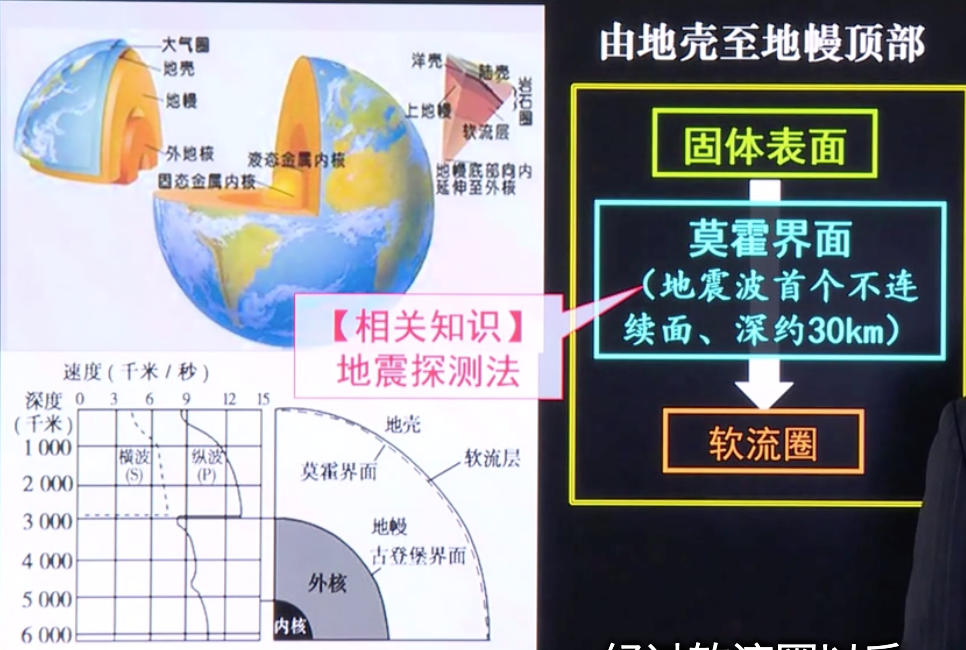 大气圈
地壳
地幔
外地核
液态金属内核
固态金属内核
洋壳
陆壳
岩石圈
上地幔
软流层
地幔底部向内
延伸至外核
【相关知识】
地震探测法
速度(千米/秒)
深度 0 3 6 9 12 15
(千米)
1 000
2 000
3 000
4 000
5 000
6 000
横波
(S)
纵波
(P)
地壳
莫霍界面
软流层
地幔
古登堡界面
外核
内核
由地壳至地幔顶部
固体表面
莫霍界面
（地震波首个不连
续面、深约30km）
软流圈